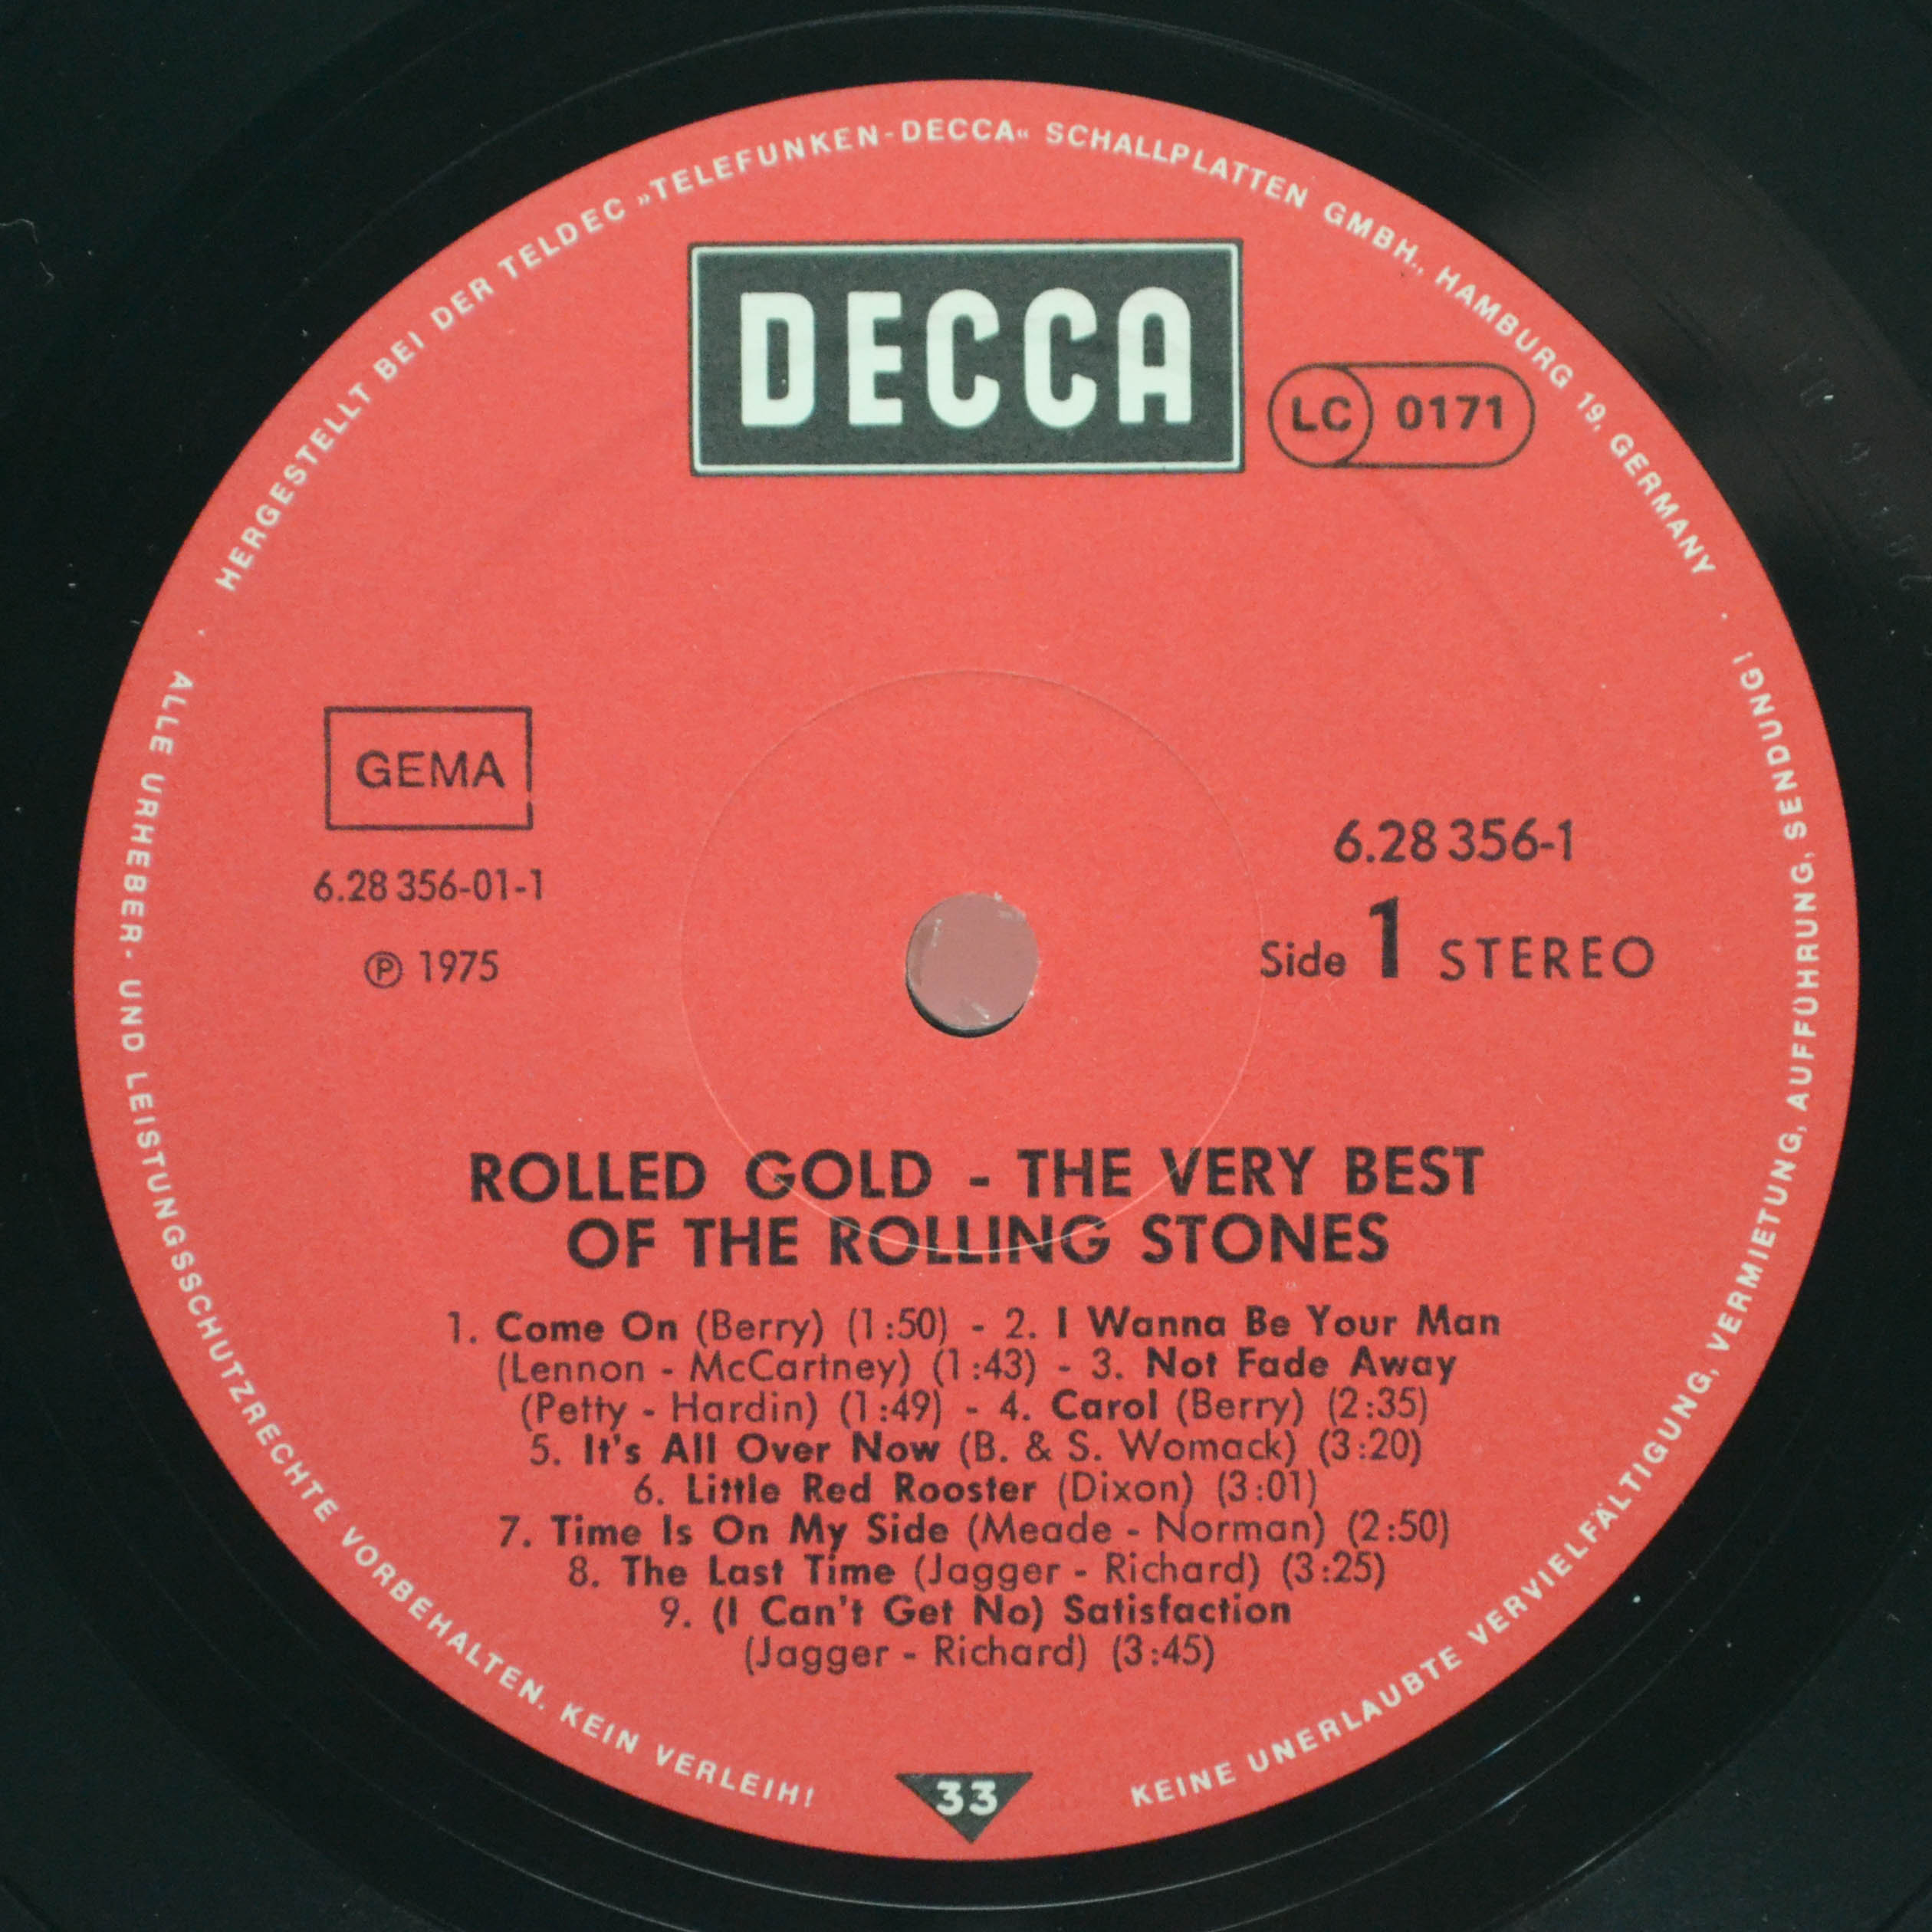 HERGESTELLT BEI DER TELDEC »TELEFUNKEN-DECCA« SCHALLPLATTEN GMBH., HAMBURG 19, GERMANY
DECCA
LC 0171
GEMA
6.28 356-01-1
℗ 1975
6.28 356-1
Side 1 STEREO
ROLLED GOLD - THE VERY BEST
OF THE ROLLING STONES
1. Come On (Berry) (1:50) - 2. I Wanna Be Your Man
(Lennon - McCartney) (1:43) - 3. Not Fade Away
(Petty - Hardin) (1:49) - 4. Carol (Berry) (2:35)
5. It's All Over Now (B. & S. Womack) (3:20)
6. Little Red Rooster (Dixon) (3:01)
7. Time Is On My Side (Meade - Norman) (2:50)
8. The Last Time (Jagger - Richard) (3:25)
9. (I Can't Get No) Satisfaction
(Jagger - Richard) (3:45)
33
ALLE URHEBER- UND LEISTUNGSSCHUTZRECHTE VORBEHALTEN. KEIN VERLEIH!
KEINE UNERLAUBTE VERVIELFÄLTIGUNG, VERMIETUNG, AUFFÜHRUNG, SENDUNG!